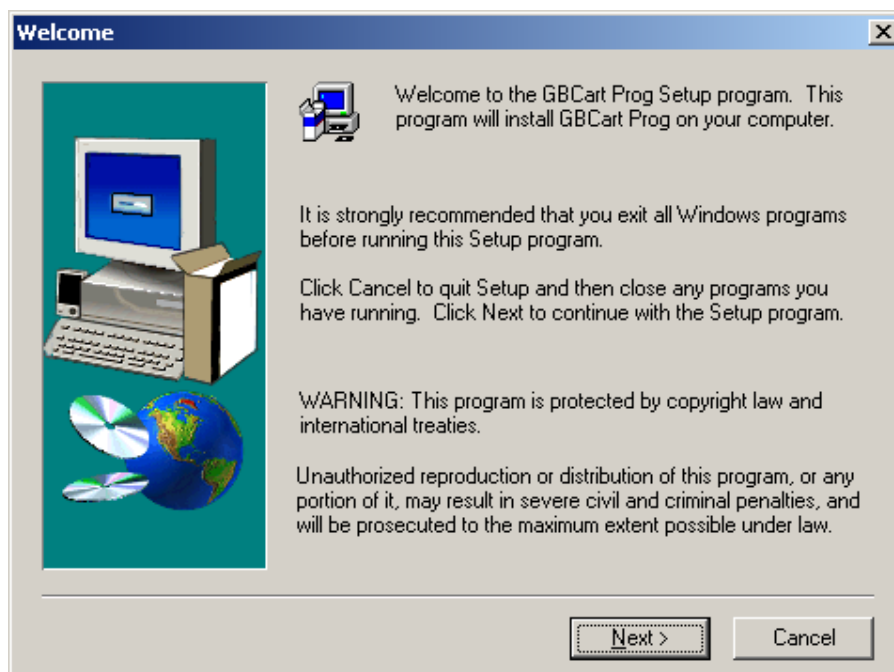 Welcome
Welcome to the GBCart Prog Setup program.  This
program will install GBCart Prog on your computer.
It is strongly recommended that you exit all Windows programs
before running this Setup program.
Click Cancel to quit Setup and then close any programs you
have running.  Click Next to continue with the Setup program.
WARNING: This program is protected by copyright law and
international treaties.
Unauthorized reproduction or distribution of this program, or any
portion of it, may result in severe civil and criminal penalties, and
will be prosecuted to the maximum extent possible under law.
Next >
Cancel